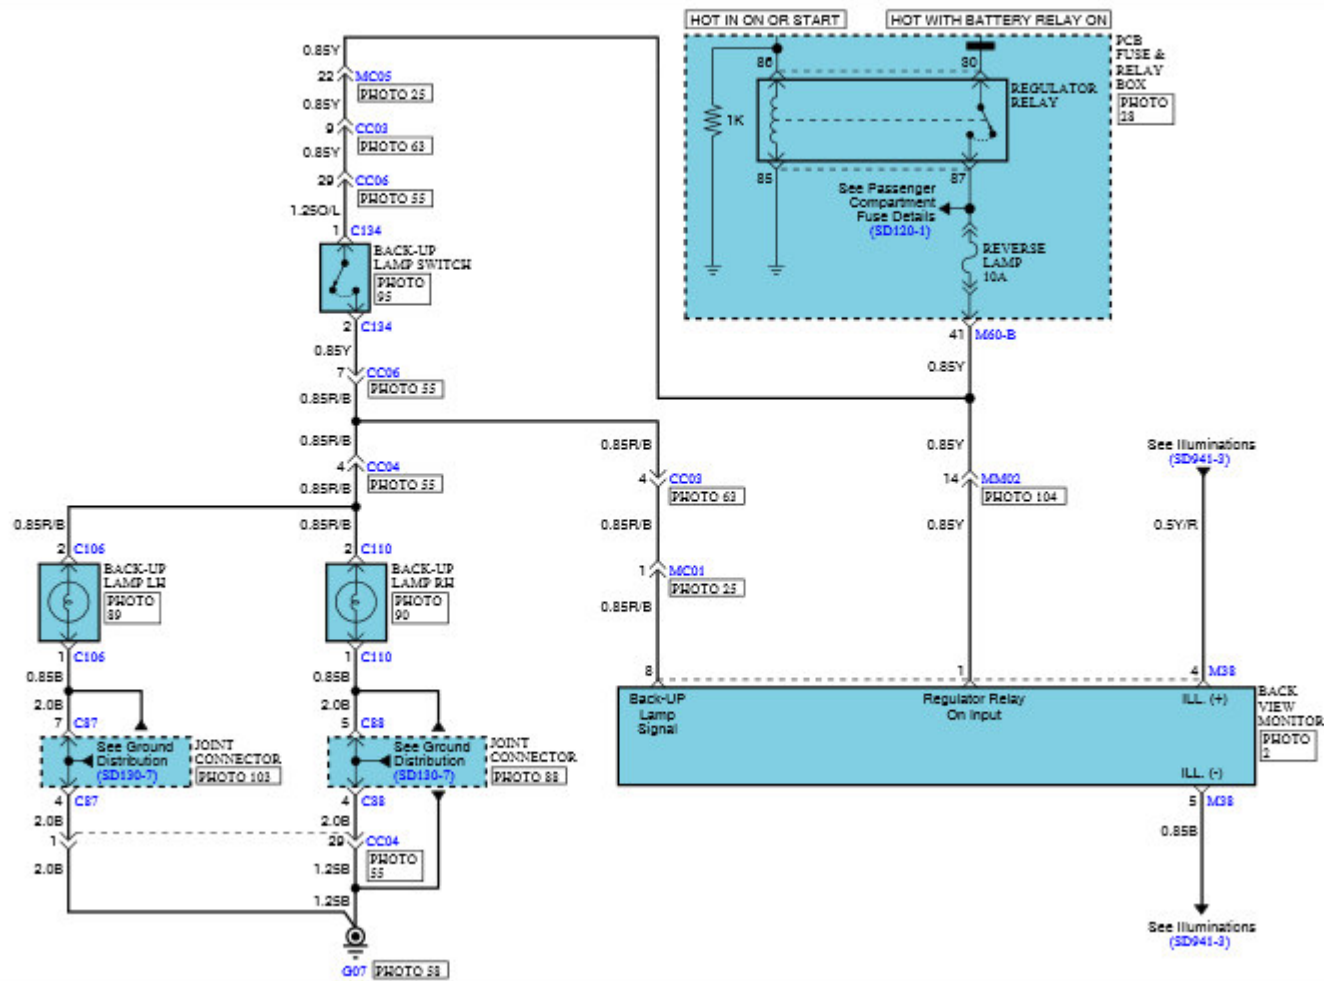 HOT IN ON OR START
HOT WITH BATTERY RELAY ON
0.85Y
22 MC05
PHOTO 25
0.85Y
9 CC03
PHOTO 63
0.85Y
29 CC06
PHOTO 55
1.25O/L
1 C134
BACK-UP
LAMP SWITCH
PHOTO
95
2 C134
0.85Y
7 CC06
PHOTO 55
0.85R/B
0.85R/B
4 CC04
PHOTO 55
0.85R/B
0.85R/B
0.85R/B
2 C106
BACK-UP
LAMP LH
PHOTO
89
1 C106
0.85B
2.0B
7 C87
See Ground
Distribution
(SD130-7)
JOINT
CONNECTOR
PHOTO 103
4 C87
2.0B
1
2.0B
2 C110
BACK-UP
LAMP RH
PHOTO
90
1 C110
0.85B
2.0B
5 C88
See Ground
Distribution
(SD130-7)
JOINT
CONNECTOR
PHOTO 88
4 C88
2.0B
29 CC04
PHOTO
55
1.25B
1.25B
G07 PHOTO 58
86
30
1K
REGULATOR
RELAY
85
87
PCB
FUSE &
RELAY
BOX
PHOTO
28
See Passenger
Compartment
Fuse Details
(SD120-1)
REVERSE
LAMP
10A
41 M60-B
0.85Y
0.85R/B
4 CC03
PHOTO 63
0.85R/B
1 MC01
PHOTO 25
0.85R/B
8
0.85Y
14 MM02
PHOTO 104
0.85Y
1
See Illuminations
(SD941-3)
0.5Y/R
4 M38
Back-UP
Lamp
Signal
Regulator Relay
On Input
ILL. (+)
BACK
VIEW
MONITOR
PHOTO
2
ILL. (-)
5 M38
0.85B
See Illuminations
(SD941-3)